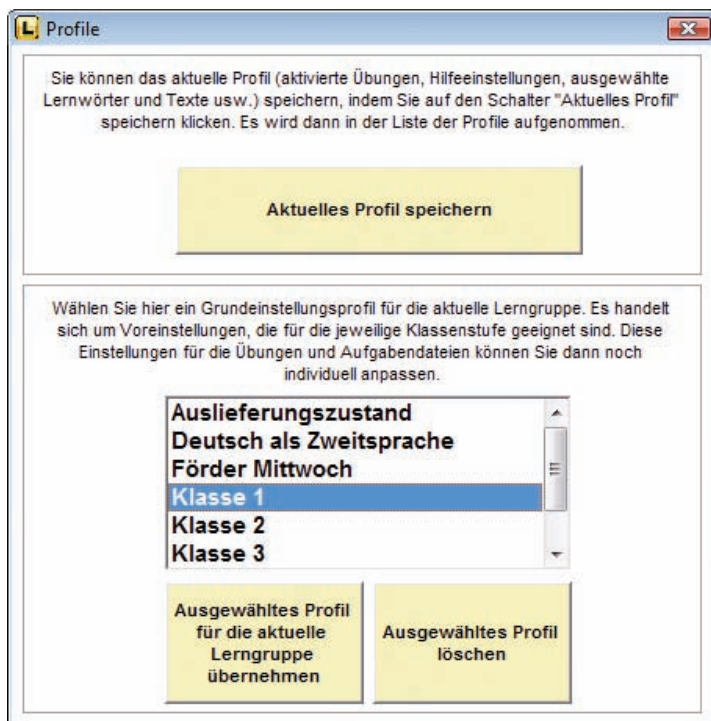 Profile
Sie können das aktuelle Profil (aktivierte Übungen, Hilfeeinstellungen, ausgewählte
Lernwörter und Texte usw.) speichern, indem Sie auf den Schalter "Aktuelles Profil"
speichern klicken. Es wird dann in der Liste der Profile aufgenommen.
Aktuelles Profil speichern
Wählen Sie hier ein Grundeinstellungsprofil für die aktuelle Lerngruppe. Es handelt
sich um Voreinstellungen, die für die jeweilige Klassenstufe geeignet sind. Diese
Einstellungen für die Übungen und Aufgabendateien können Sie dann noch
individuell anpassen.
Auslieferungszustand
Deutsch als Zweitsprache
Förder Mittwoch
Klasse 1
Klasse 2
Klasse 3
Ausgewähltes Profil
für die aktuelle
Lerngruppe
übernehmen
Ausgewähltes Profil
löschen